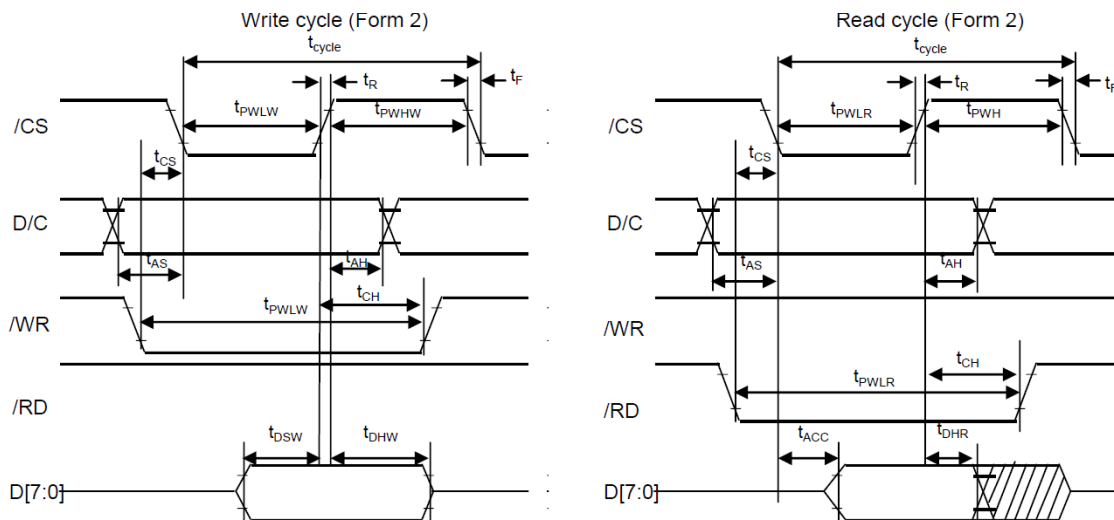 Write cycle (Form 2)
tcycle
tR
tF
/CS
tPWLW
tPWHW
tCS
D/C
tAS
tAH
tCH
/WR
tPWLW
/RD
tDSW
tDHW
D[7:0]
Read cycle (Form 2)
tcycle
tR
tF
/CS
tPWLR
tPWH
tCS
D/C
tAS
tAH
/WR
tCH
tPWLR
/RD
tACC
tDHR
D[7:0]